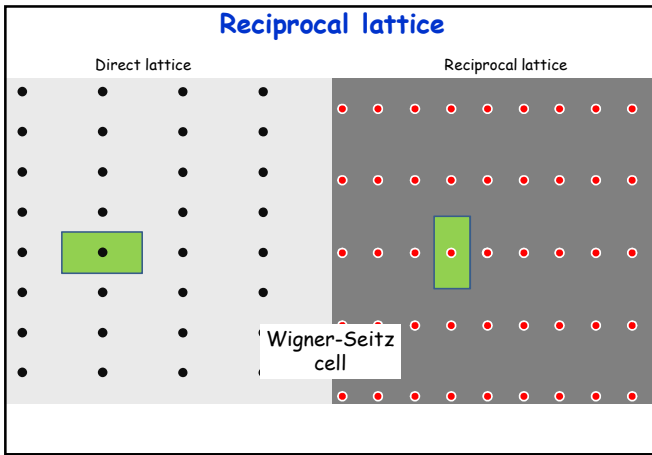 Reciprocal lattice
Direct lattice
Reciprocal lattice
Wigner-Seitz
cell